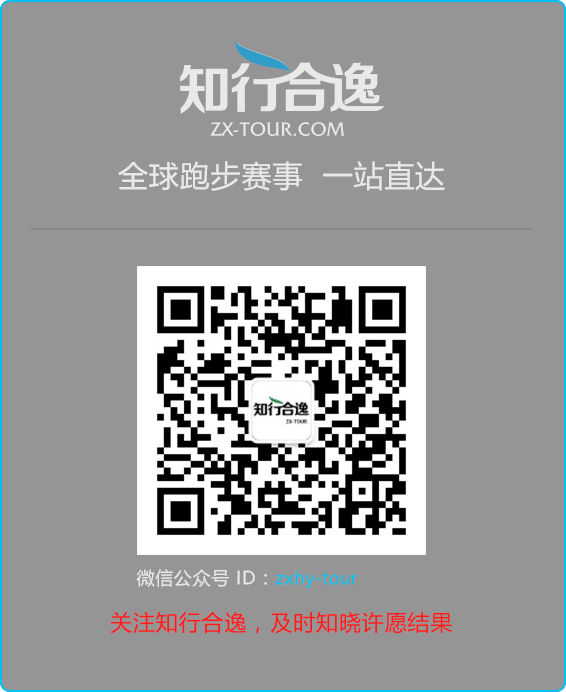 知行合逸
ZX-TOUR.COM
全球跑步赛事 一站直达
知行合逸
ZX-TOUR
微信公众号 ID：zxhy-tour
关注知行合逸，及时知晓许愿结果